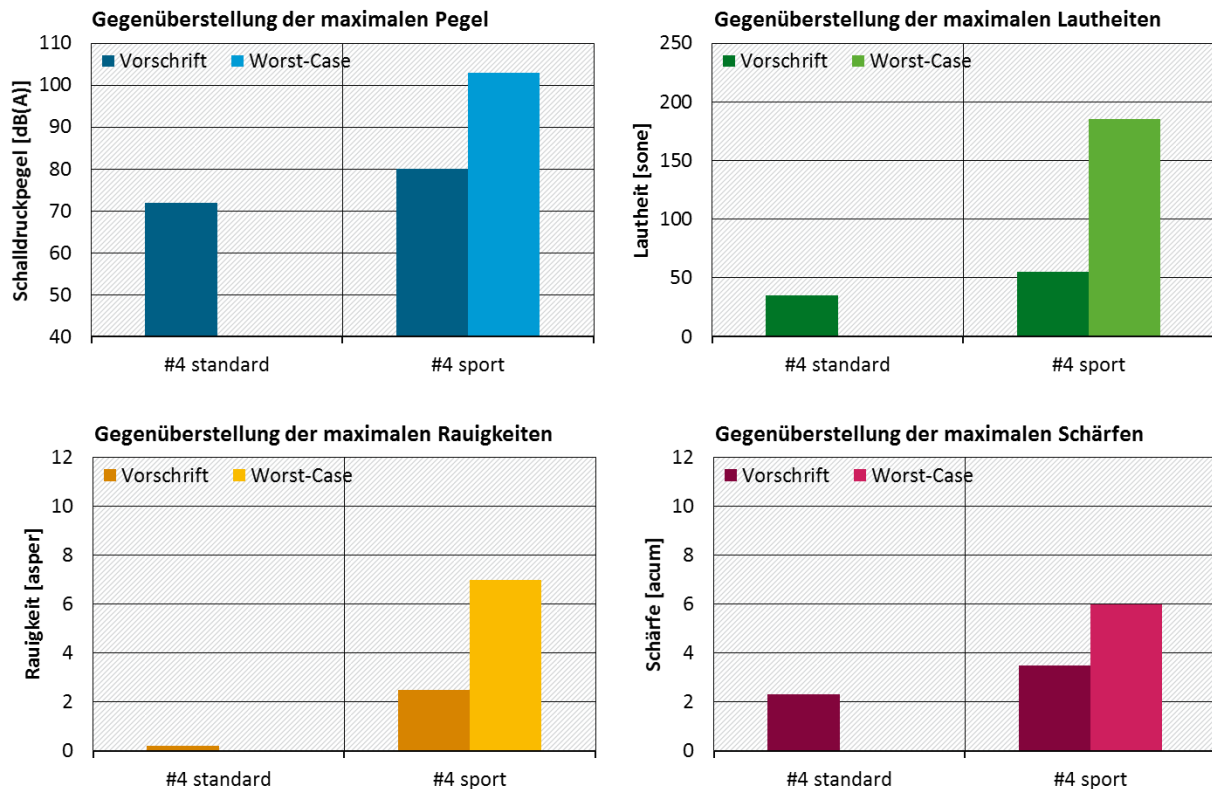 Gegenüberstellung der maximalen Pegel
Schalldruckpegel [dB(A)]
110
100
90
80
70
60
50
40
Vorschrift Worst-Case
#4 standard #4 sport
Gegenüberstellung der maximalen Lautheiten
Lautheit [sone]
250
200
150
100
50
0
Vorschrift Worst-Case
#4 standard #4 sport
Gegenüberstellung der maximalen Rauigkeiten
Rauigkeit [asper]
12
10
8
6
4
2
0
Vorschrift Worst-Case
#4 standard #4 sport
Gegenüberstellung der maximalen Schärfen
Schärfe [acum]
12
10
8
6
4
2
0
Vorschrift Worst-Case
#4 standard #4 sport